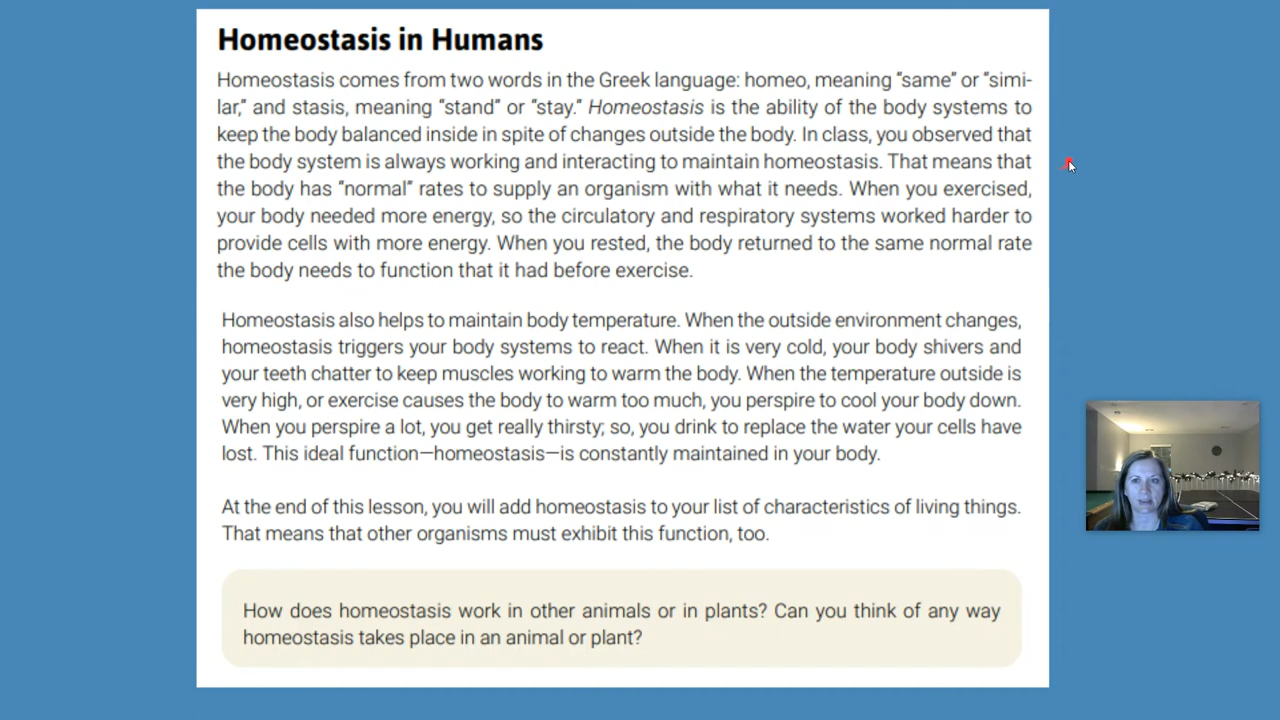 Homeostasis in Humans
Homeostasis comes from two words in the Greek language: homeo, meaning “same” or “simi-
lar,” and stasis, meaning “stand” or “stay.” Homeostasis is the ability of the body systems to
keep the body balanced inside in spite of changes outside the body. In class, you observed that
the body system is always working and interacting to maintain homeostasis. That means that
the body has “normal” rates to supply an organism with what it needs. When you exercised,
your body needed more energy, so the circulatory and respiratory systems worked harder to
provide cells with more energy. When you rested, the body returned to the same normal rate
the body needs to function that it had before exercise.
Homeostasis also helps to maintain body temperature. When the outside environment changes,
homeostasis triggers your body systems to react. When it is very cold, your body shivers and
your teeth chatter to keep muscles working to warm the body. When the temperature outside is
very high, or exercise causes the body to warm too much, you perspire to cool your body down.
When you perspire a lot, you get really thirsty; so, you drink to replace the water your cells have
lost. This ideal function—homeostasis—is constantly maintained in your body.
At the end of this lesson, you will add homeostasis to your list of characteristics of living things.
That means that other organisms must exhibit this function, too.
How does homeostasis work in other animals or in plants? Can you think of any way
homeostasis takes place in an animal or plant?